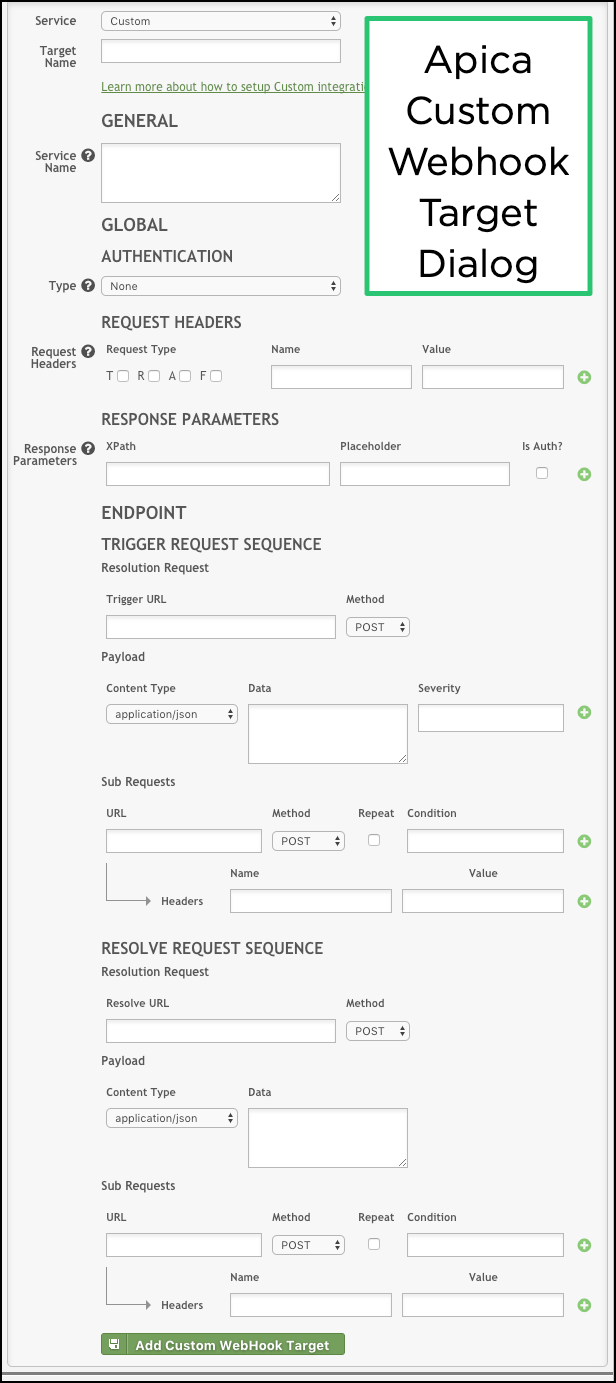 Service Custom
Target
Name
Learn more about how to setup Custom integrati
Apica
Custom
Webhook
Target
Dialog
GENERAL
Service ?
Name
GLOBAL
AUTHENTICATION
Type ? None
REQUEST HEADERS
Request ?
Headers
Request Type Name Value
T R A F
RESPONSE PARAMETERS
Response ?
Parameters
XPath Placeholder Is Auth?
ENDPOINT
TRIGGER REQUEST SEQUENCE
Resolution Request
Trigger URL Method
POST
Payload
Content Type Data Severity
application/json
Sub Requests
URL Method Repeat Condition
POST
Name Value
Headers
RESOLVE REQUEST SEQUENCE
Resolution Request
Resolve URL Method
POST
Payload
Content Type Data
application/json
Sub Requests
URL Method Repeat Condition
POST
Name Value
Headers
Add Custom WebHook Target